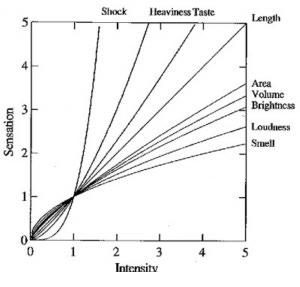 Shock Heaviness Taste
5
Length
4
Area
Volume
Brightness
3
Loudness
Smell
2
1
0
0 1 2 3 4 5
Sensation
Intensity